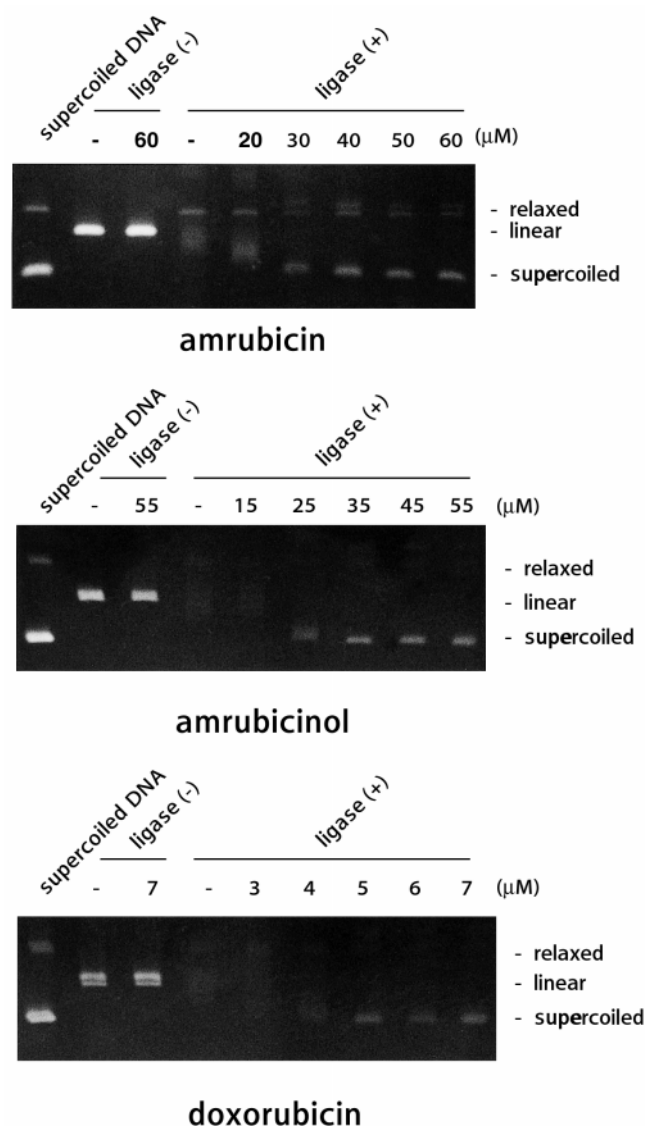 supercoiled DNA
ligase (-)
ligase (+)
- 60 - 20 30 40 50 60 (μM)
- relaxed
- linear
- supercoiled
amrubicin
supercoiled DNA
ligase (-)
ligase (+)
- 55 - 15 25 35 45 55 (μM)
- relaxed
- linear
- supercoiled
amrubicinol
supercoiled DNA
ligase (-)
ligase (+)
- 7 - 3 4 5 6 7 (μM)
- relaxed
- linear
- supercoiled
doxorubicin